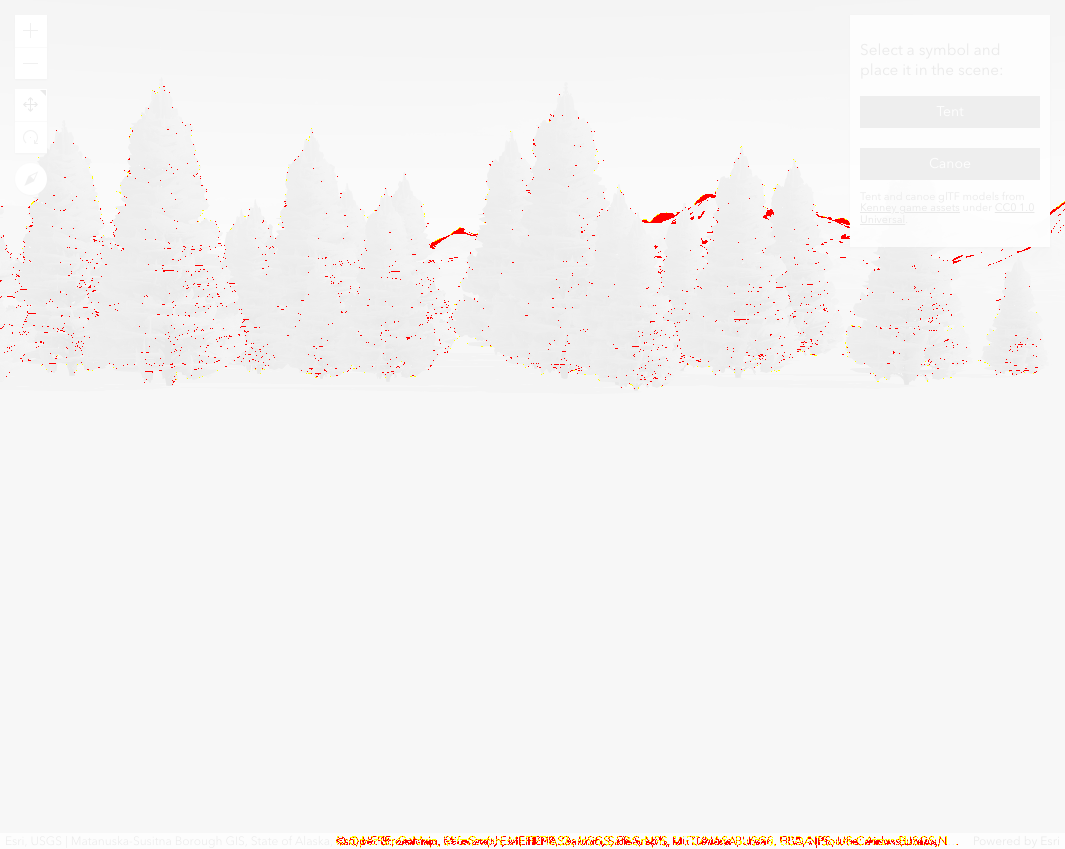 Select a symbol and
place it in the scene:
Tent
Canoe
Tent and canoe glTF models from
Kenney game assets under CC0 1.0
Universal
Esri, USGS | Matanuska-Susitna Borough GIS, State of Alaska,
Powered by Esri